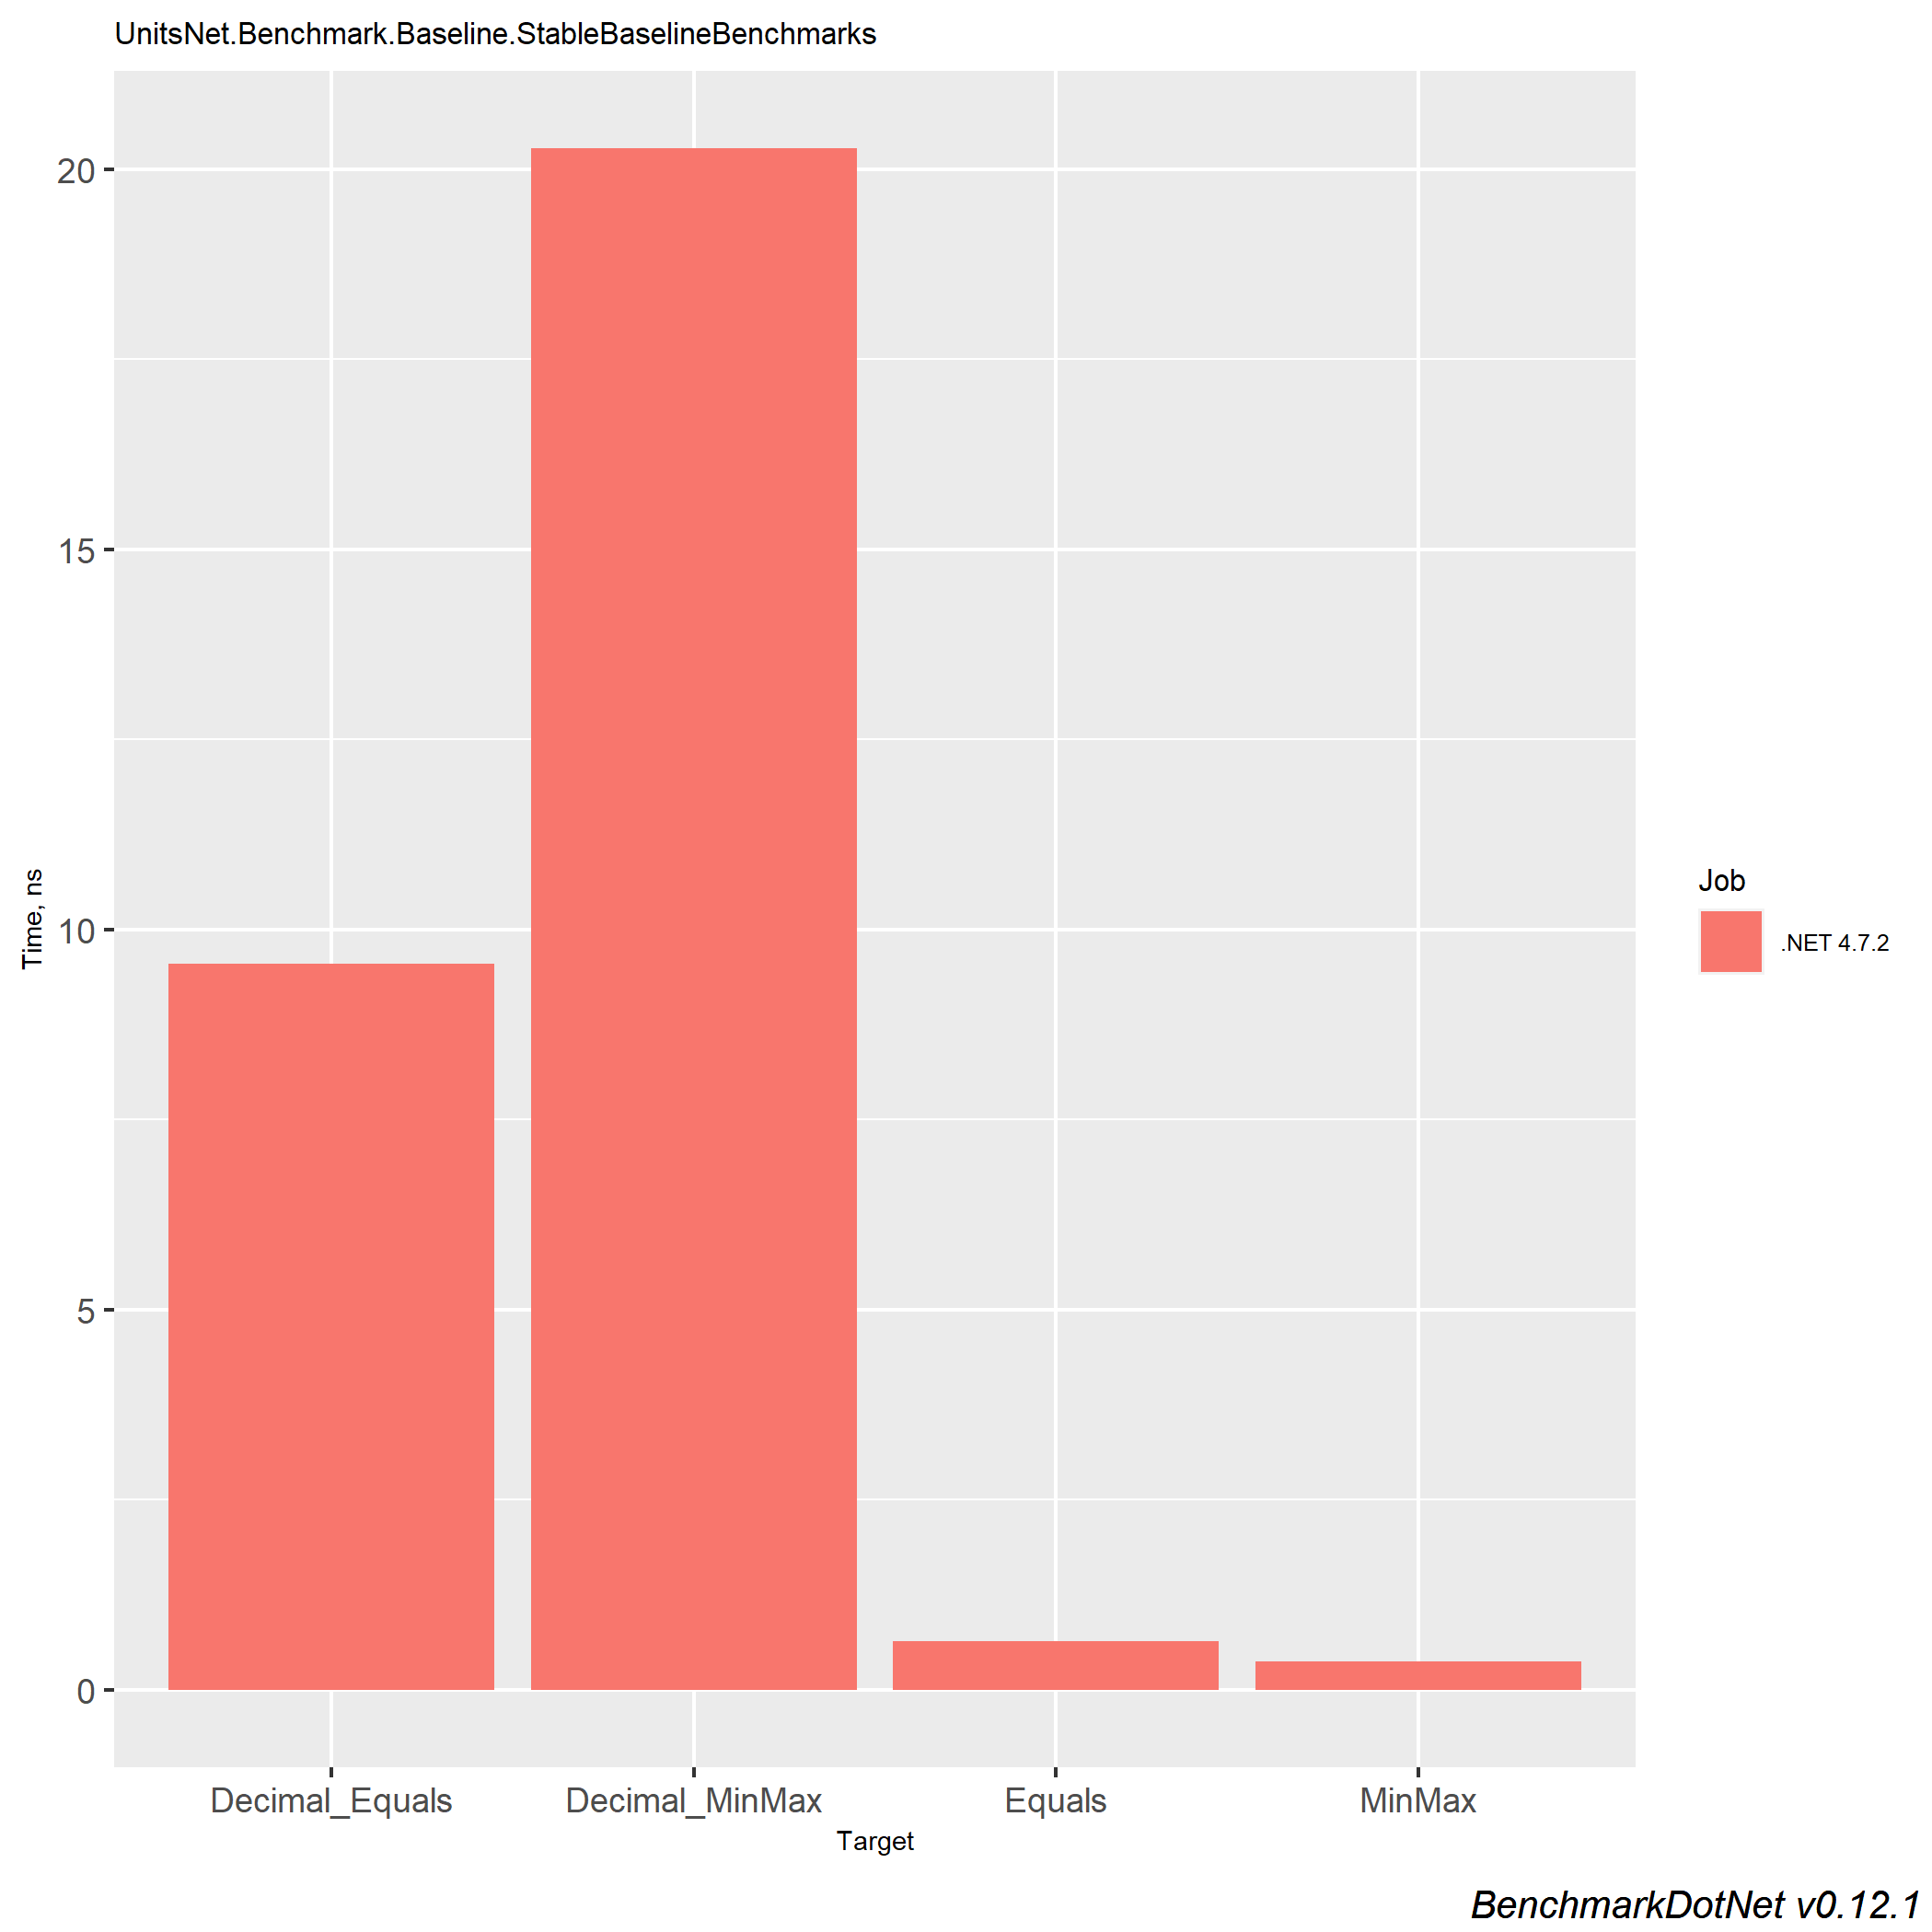 UnitsNet.Benchmark.Baseline.StableBaselineBenchmarks
20
15
10
5
0
Time, ns
Decimal_Equals
Decimal_MinMax
Equals
MinMax
Target
Job
.NET 4.7.2
BenchmarkDotNet v0.12.1